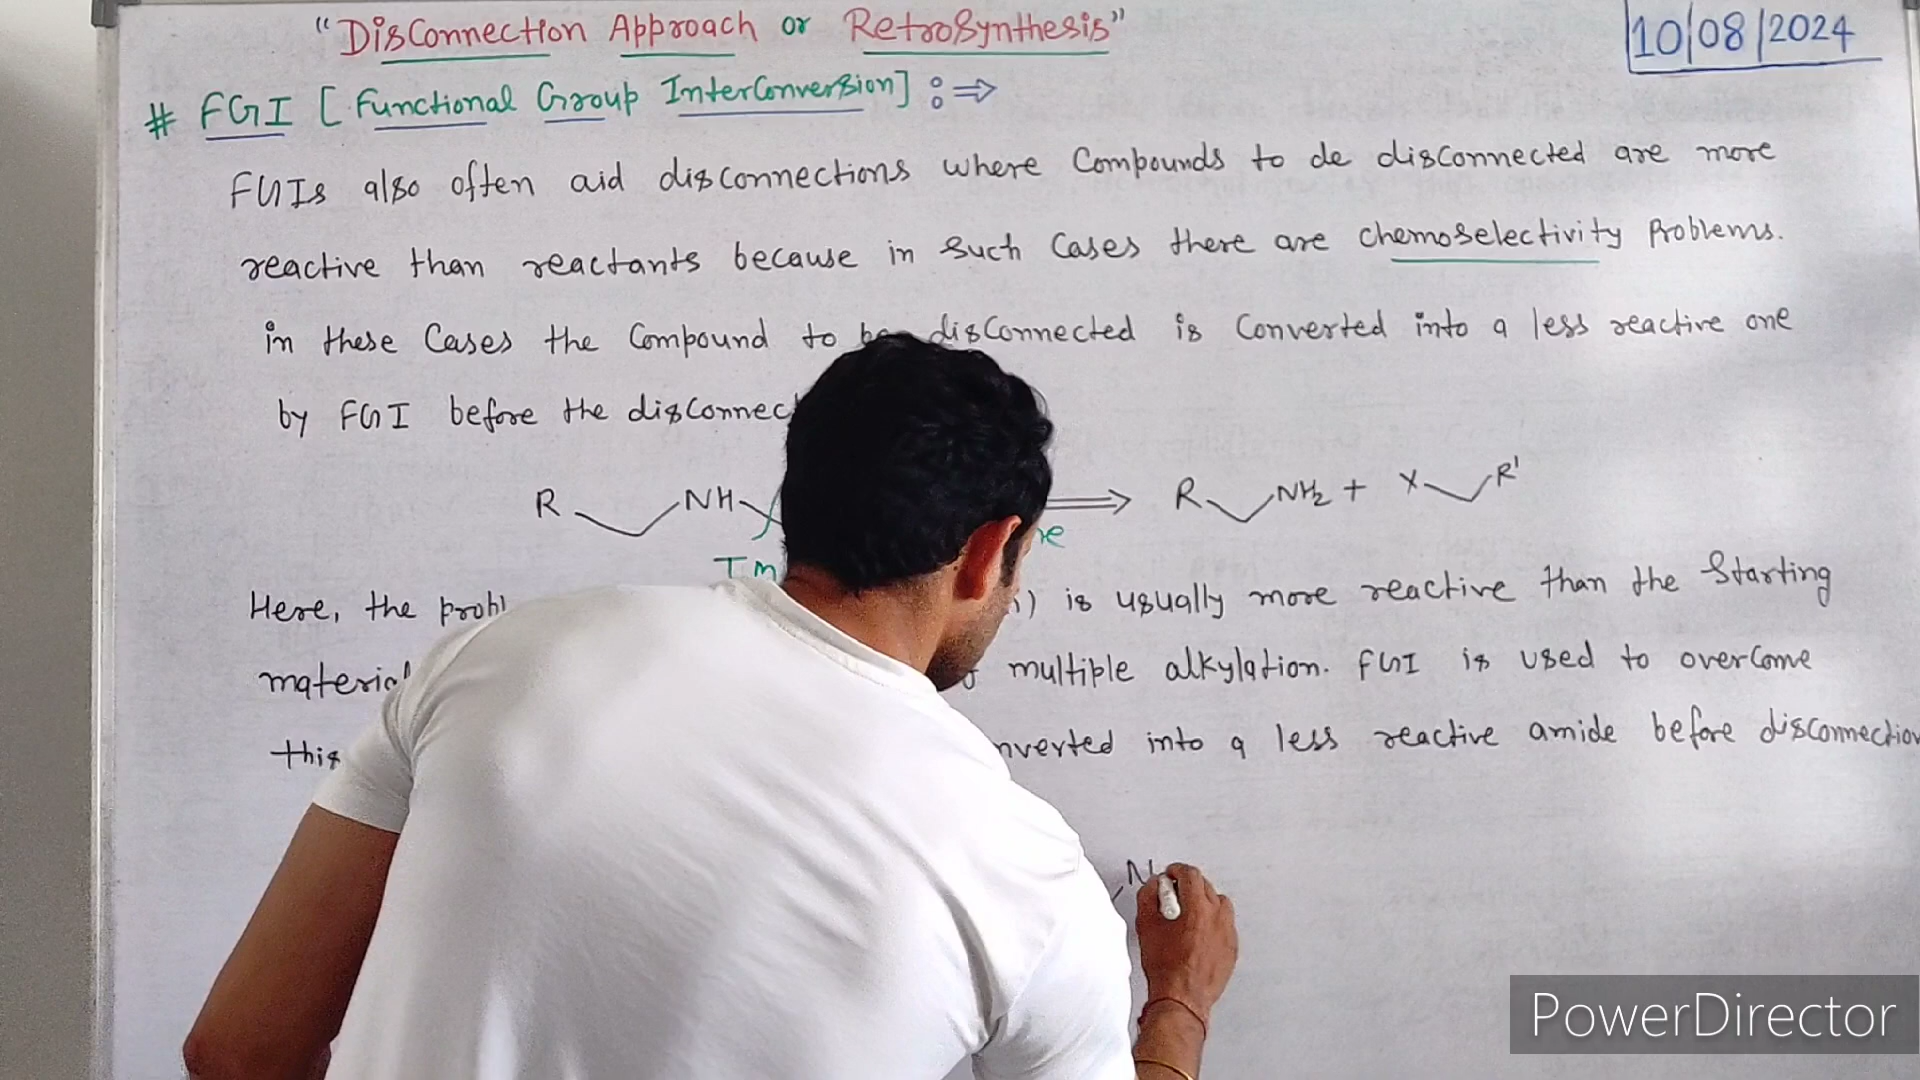 "Disconnection Approach or Retrosynthesis"
10/08/2024
# FGI [Functional Group InterConversion] :⇒
FGIs also often aid disconnections where Compounds to de disconnected are more
reactive than reactants because in such Cases there are chemoselectivity Problems.
in these Cases the Compound to be disconnected is Converted into a less reactive one
by FGI before the disconnec
R NH ⇒ R NH2 + X R'
Here, the is usually more reactive than the Starting
multiple alkylation. FGI is used to overcome
this into a less reactive amide before disconnection
N
PowerDirector